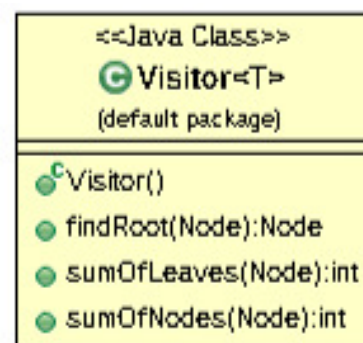 <<Java Class>>
C Visitor<T>
(default package)
C Visitor()
findRoot(Node):Node
sumOfLeaves(Node):int
sumOfNodes(Node):int